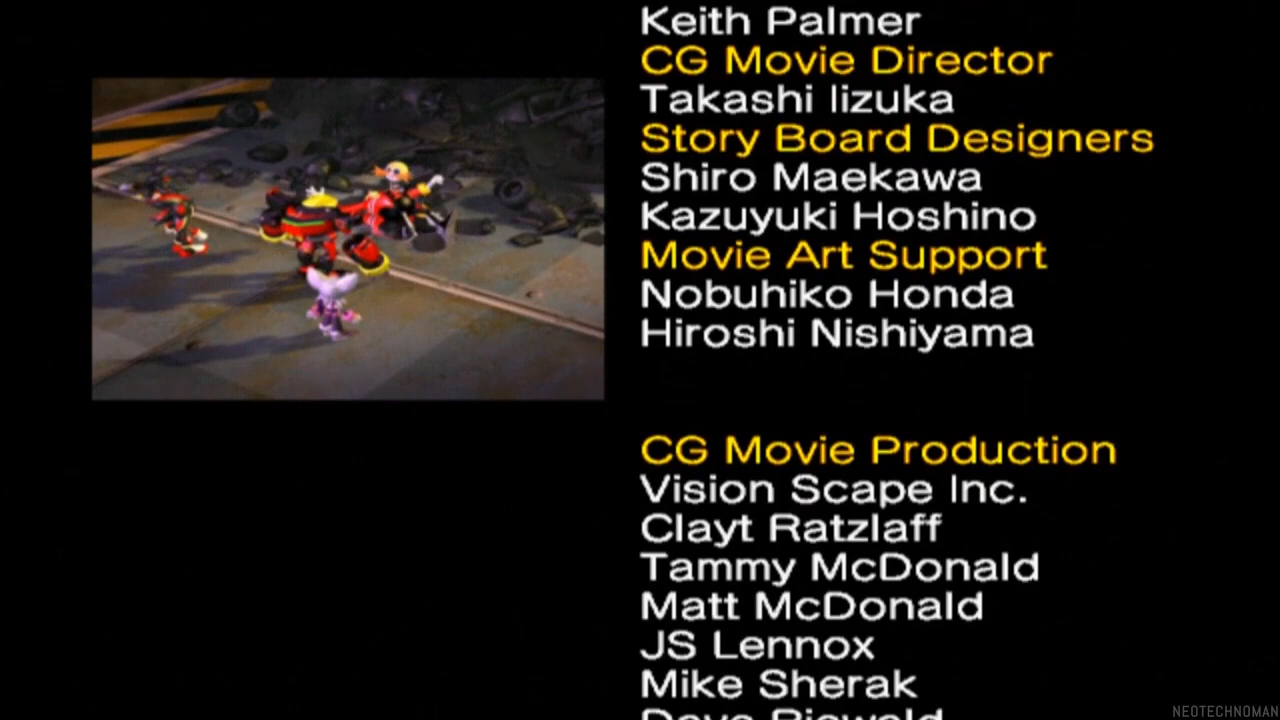 Keith Palmer
CG Movie Director
Takashi Iizuka
Story Board Designers
Shiro Maekawa
Kazuyuki Hoshino
Movie Art Support
Nobuhiko Honda
Hiroshi Nishiyama
CG Movie Production
Vision Scape Inc.
Clayt Ratzlaff
Tammy McDonald
Matt McDonald
JS Lennox
Mike Sherak
NEOTECHNOMAN